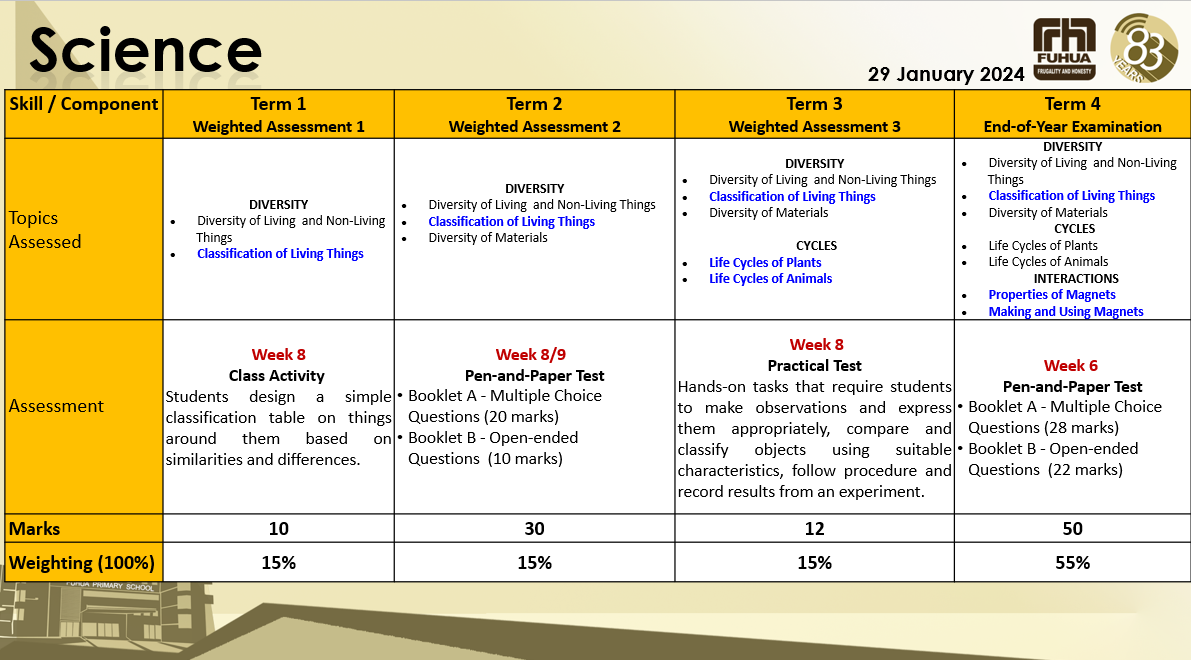 Science
29 January 2024
FUHUA
FRUGALITY AND HONESTY
83
YEARS
Skill / Component
Term 1
Weighted Assessment 1
Term 2
Weighted Assessment 2
Term 3
Weighted Assessment 3
Term 4
End-of-Year Examination
Topics
Assessed
DIVERSITY
• Diversity of Living and Non-Living
Things
• Classification of Living Things
DIVERSITY
• Diversity of Living and Non-Living Things
• Classification of Living Things
• Diversity of Materials
DIVERSITY
• Diversity of Living and Non-Living Things
• Classification of Living Things
• Diversity of Materials
CYCLES
• Life Cycles of Plants
• Life Cycles of Animals
DIVERSITY
• Diversity of Living and Non-Living
Things
• Classification of Living Things
• Diversity of Materials
CYCLES
• Life Cycles of Plants
• Life Cycles of Animals
INTERACTIONS
• Properties of Magnets
• Making and Using Magnets
Assessment
Week 8
Class Activity
Students design a simple
classification table on things
around them based on
similarities and differences.
Week 8/9
Pen-and-Paper Test
• Booklet A - Multiple Choice
Questions (20 marks)
• Booklet B - Open-ended
Questions (10 marks)
Week 8
Practical Test
Hands-on tasks that require students
to make observations and express
them appropriately, compare and
classify objects using suitable
characteristics, follow procedure and
record results from an experiment.
Week 6
Pen-and-Paper Test
• Booklet A - Multiple Choice
Questions (28 marks)
• Booklet B - Open-ended
Questions (22 marks)
Marks
10
30
12
50
Weighting (100%)
15%
15%
15%
55%
FUHUA PRIMARY SCHOOL